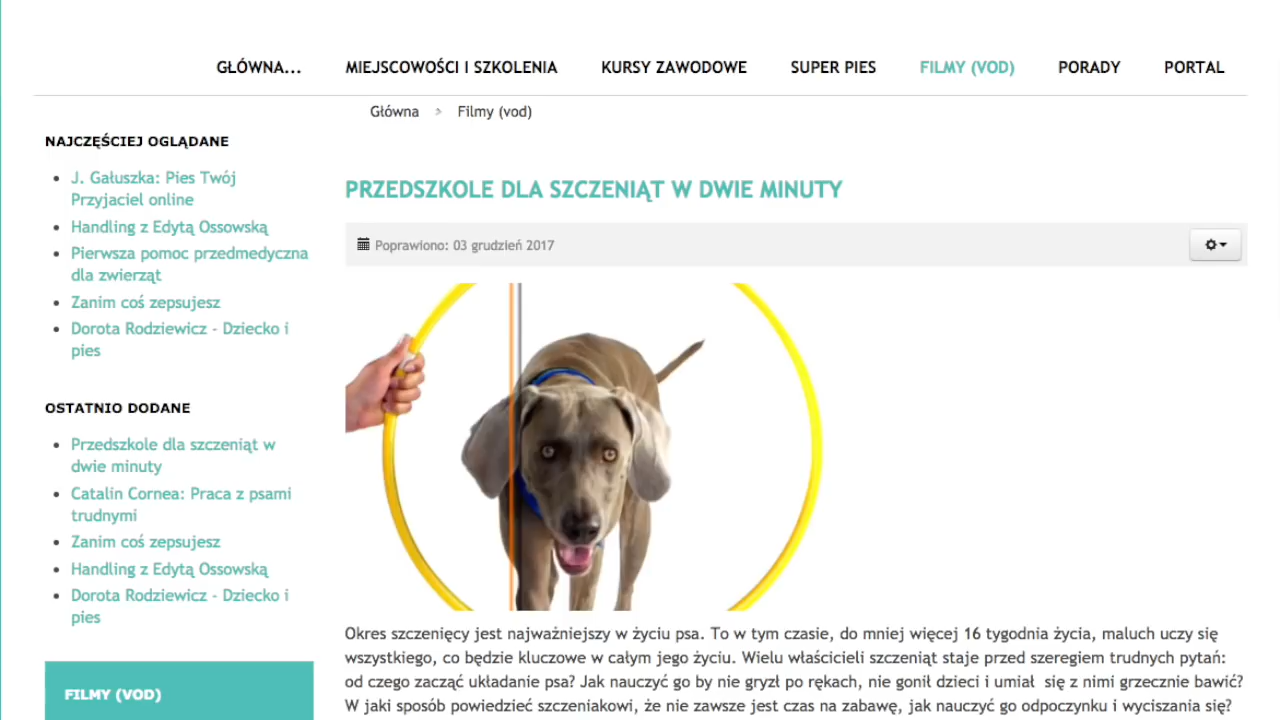 GŁÓWNA... MIEJSCOWOŚCI I SZKOLENIA KURSY ZAWODOWE SUPER PIES FILMY (VOD) PORADY PORTAL
Główna Filmy (vod)
NAJCZĘŚCIEJ OGLĄDANE
J. Gałuszka: Pies Twój
Przyjaciel online
Handling z Edytą Ossowską
Pierwsza pomoc przedmedyczna
dla zwierząt
Zanim coś zepsujesz
Dorota Rodziewicz - Dziecko i
pies
OSTATNIO DODANE
Przedszkole dla szczeniąt w
dwie minuty
Catalin Cornea: Praca z psami
trudnymi
Zanim coś zepsujesz
Handling z Edytą Ossowską
Dorota Rodziewicz - Dziecko i
pies
FILMY (VOD)
PRZEDSZKOLE DLA SZCZENIĄT W DWIE MINUTY
Poprawiono: 03 grudzień 2017
Okres szczenięcy jest najważniejszy w życiu psa. To w tym czasie, do mniej więcej 16 tygodnia życia, maluch uczy się
wszystkiego, co będzie kluczowe w całym jego życiu. Wielu właścicieli szczeniąt staje przed szeregiem trudnych pytań:
od czego zacząć układanie psa? Jak nauczyć go by nie gryzł po rękach, nie gonił dzieci i umiał się z nimi grzecznie bawić?
W jaki sposób powiedzieć szczeniakowi, że nie zawsze jest czas na zabawę, jak nauczyć go odpoczynku i wyciszania się?